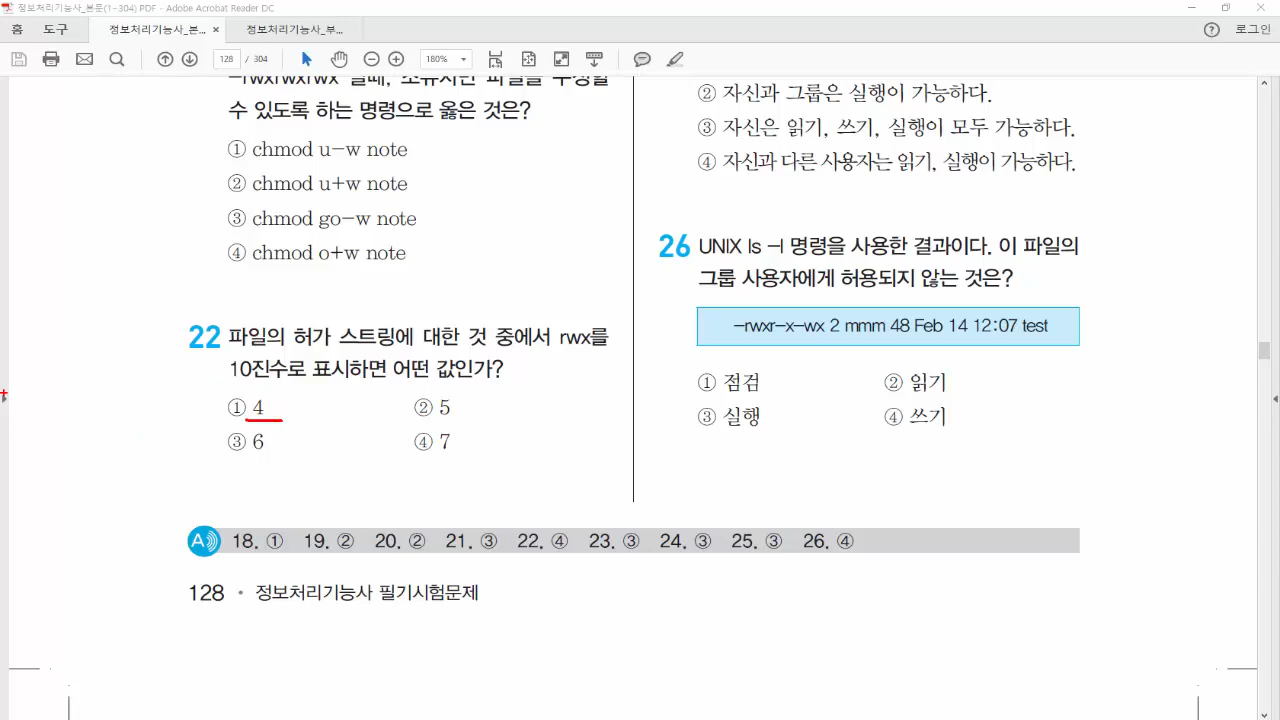 정보처리기능사_본문(1-304) PDF - Adobe Acrobat Reader DC
홈 도구 정보처리기능사_본... × 정보처리기능사_부... 로그인
128 / 304 180%
-rwxrwxrwx 일때, 소유자만 파일을 수정할
수 있도록 하는 명령으로 옳은 것은?
① chmod u-w note
② chmod u+w note
③ chmod go-w note
④ chmod o+w note
22 파일의 허가 스트링에 대한 것 중에서 rwx를
10진수로 표시하면 어떤 값인가?
① 4 ② 5
③ 6 ④ 7
② 자신과 그룹은 실행이 가능하다.
③ 자신은 읽기, 쓰기, 실행이 모두 가능하다.
④ 자신과 다른 사용자는 읽기, 실행이 가능하다.
26 UNIX ls -l 명령을 사용한 결과이다. 이 파일의
그룹 사용자에게 허용되지 않는 것은?
-rwxr-x-wx 2 mmm 48 Feb 14 12:07 test
① 점검 ② 읽기
③ 실행 ④ 쓰기
A 18. ① 19. ② 20. ② 21. ③ 22. ④ 23. ③ 24. ③ 25. ③ 26. ④
128 • 정보처리기능사 필기시험문제